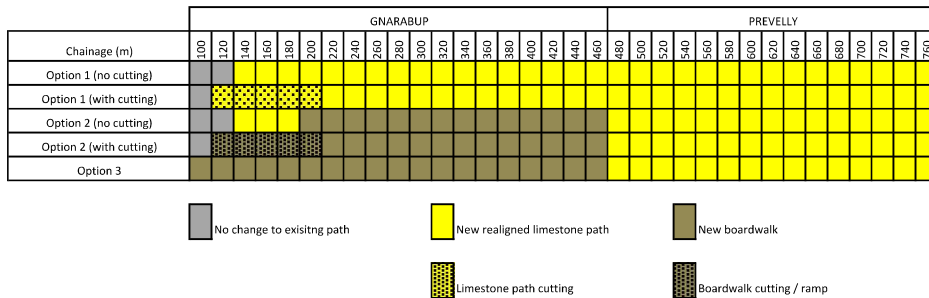 GNARABUP PREVELLY
Chainage (m) 100 120 140 160 180 200 220 240 260 280 300 320 340 360 380 400 420 440 460 480 500 520 540 560 580 600 620 640 660 680 700 720 740 760
Option 1 (no cutting)
Option 1 (with cutting)
Option 2 (no cutting)
Option 2 (with cutting)
Option 3
No change to exisitng path New realigned limestone path New boardwalk
Limestone path cutting Boardwalk cutting / ramp